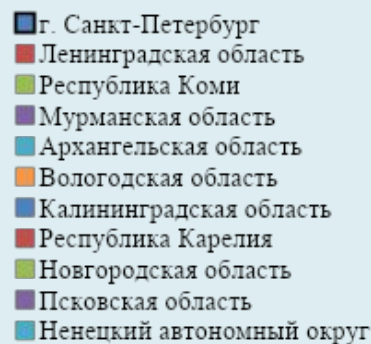 г. Санкт-Петербург
Ленинградская область
Республика Коми
Мурманская область
Архангельская область
Вологодская область
Калининградская область
Республика Карелия
Новгородская область
Псковская область
Ненецкий автономный округ